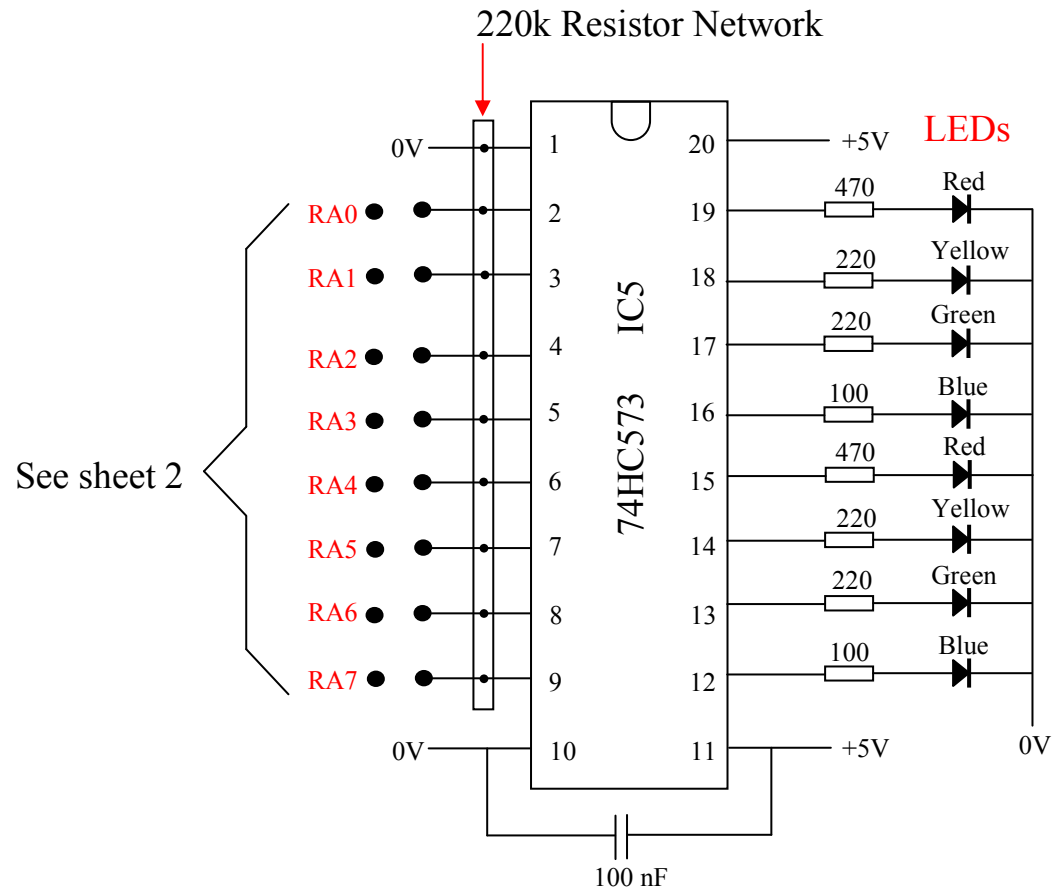 220k Resistor Network
LEDs
0V 1 20 +5V
RA0 2 19 470 Red
RA1 3 18 220 Yellow
RA2 4 17 220 Green
RA3 5 16 100 Blue
See sheet 2
RA4 6 15 470 Red
RA5 7 14 220 Yellow
RA6 8 13 220 Green
RA7 9 12 100 Blue
0V 10 11 +5V
0V
74HC573 IC5
100 nF